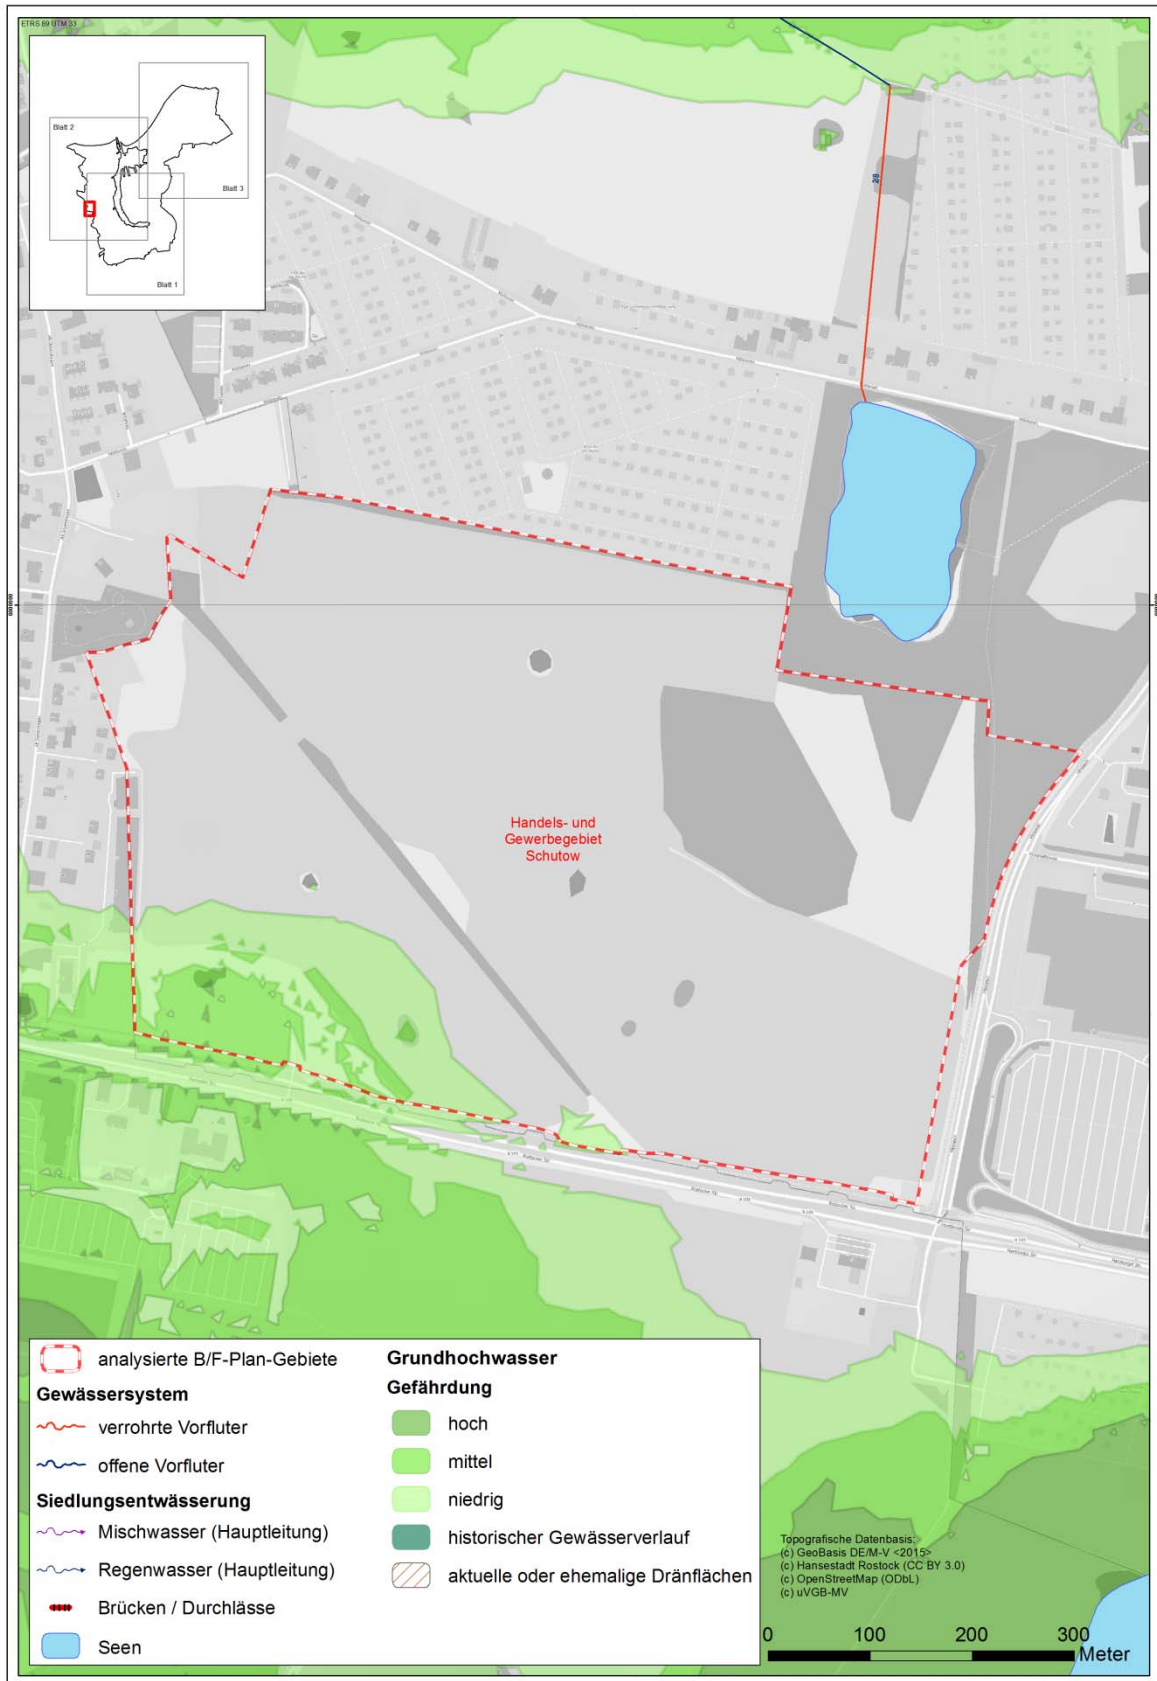 ETRS 89 UTM 33
Blatt 2
Blatt 3
Blatt 1
2/9
Handels- und
Gewerbegebiet
Schutow
analysierte B/F-Plan-Gebiete
Gewässersystem
verrohrte Vorfluter
offene Vorfluter
Siedlungsentwässerung
Mischwasser (Hauptleitung)
Regenwasser (Hauptleitung)
Brücken / Durchlässe
Seen
Grundhochwasser
Gefährdung
hoch
mittel
niedrig
historischer Gewässerverlauf
aktuelle oder ehemalige Dränflächen
Topografische Datenbasis:
(c) GeoBasis DE/M-V <2015>
(c) Hansestadt Rostock (CC BY 3.0)
(c) OpenStreetMap (ODbL)
(c) uVGB-MV
0 100 200 300
Meter